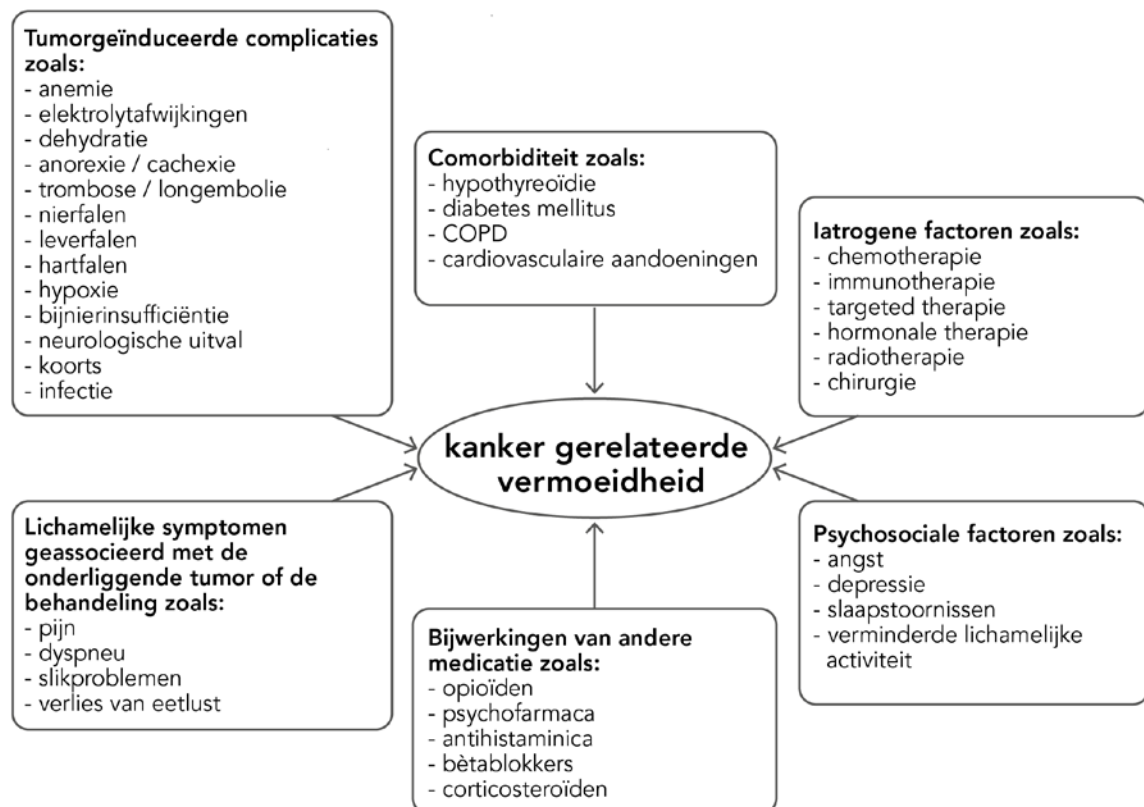 Tumorgeïnduceerde complicaties
zoals:
- anemie
- elektrolytafwijkingen
- dehydratie
- anorexie / cachexie
- trombose / longembolie
- nierfalen
- leverfalen
- hartfalen
- hypoxie
- bijnierinsufficiëntie
- neurologische uitval
- koorts
- infectie
Comorbiditeit zoals:
- hypothyreoïdie
- diabetes mellitus
- COPD
- cardiovasculaire aandoeningen
Iatrogene factoren zoals:
- chemotherapie
- immunotherapie
- targeted therapie
- hormonale therapie
- radiotherapie
- chirurgie
kanker gerelateerde
vermoeidheid
Lichamelijke symptomen
geassocieerd met de
onderliggende tumor of de
behandeling zoals:
- pijn
- dyspneu
- slikproblemen
- verlies van eetlust
Bijwerkingen van andere
medicatie zoals:
- opioïden
- psychofarmaca
- antihistaminica
- bètablokkers
- corticosteroïden
Psychosociale factoren zoals:
- angst
- depressie
- slaapstoornissen
- verminderde lichamelijke
activiteit